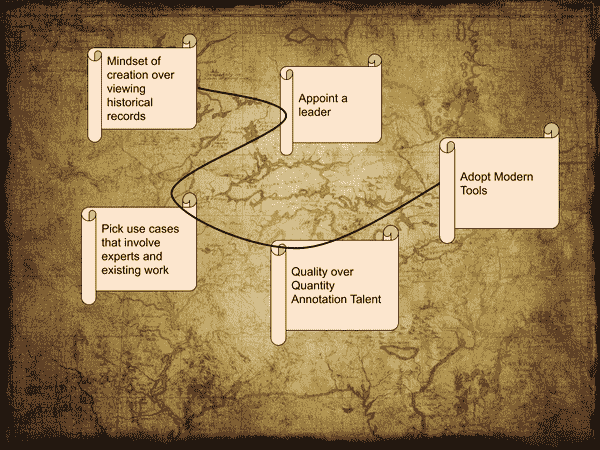 Mindset of
creation over
viewing
historical
records
Appoint a
leader
Pick use cases
that involve
experts and
existing work
Quality over
Quantity
Annotation Talent
Adopt Modern
Tools